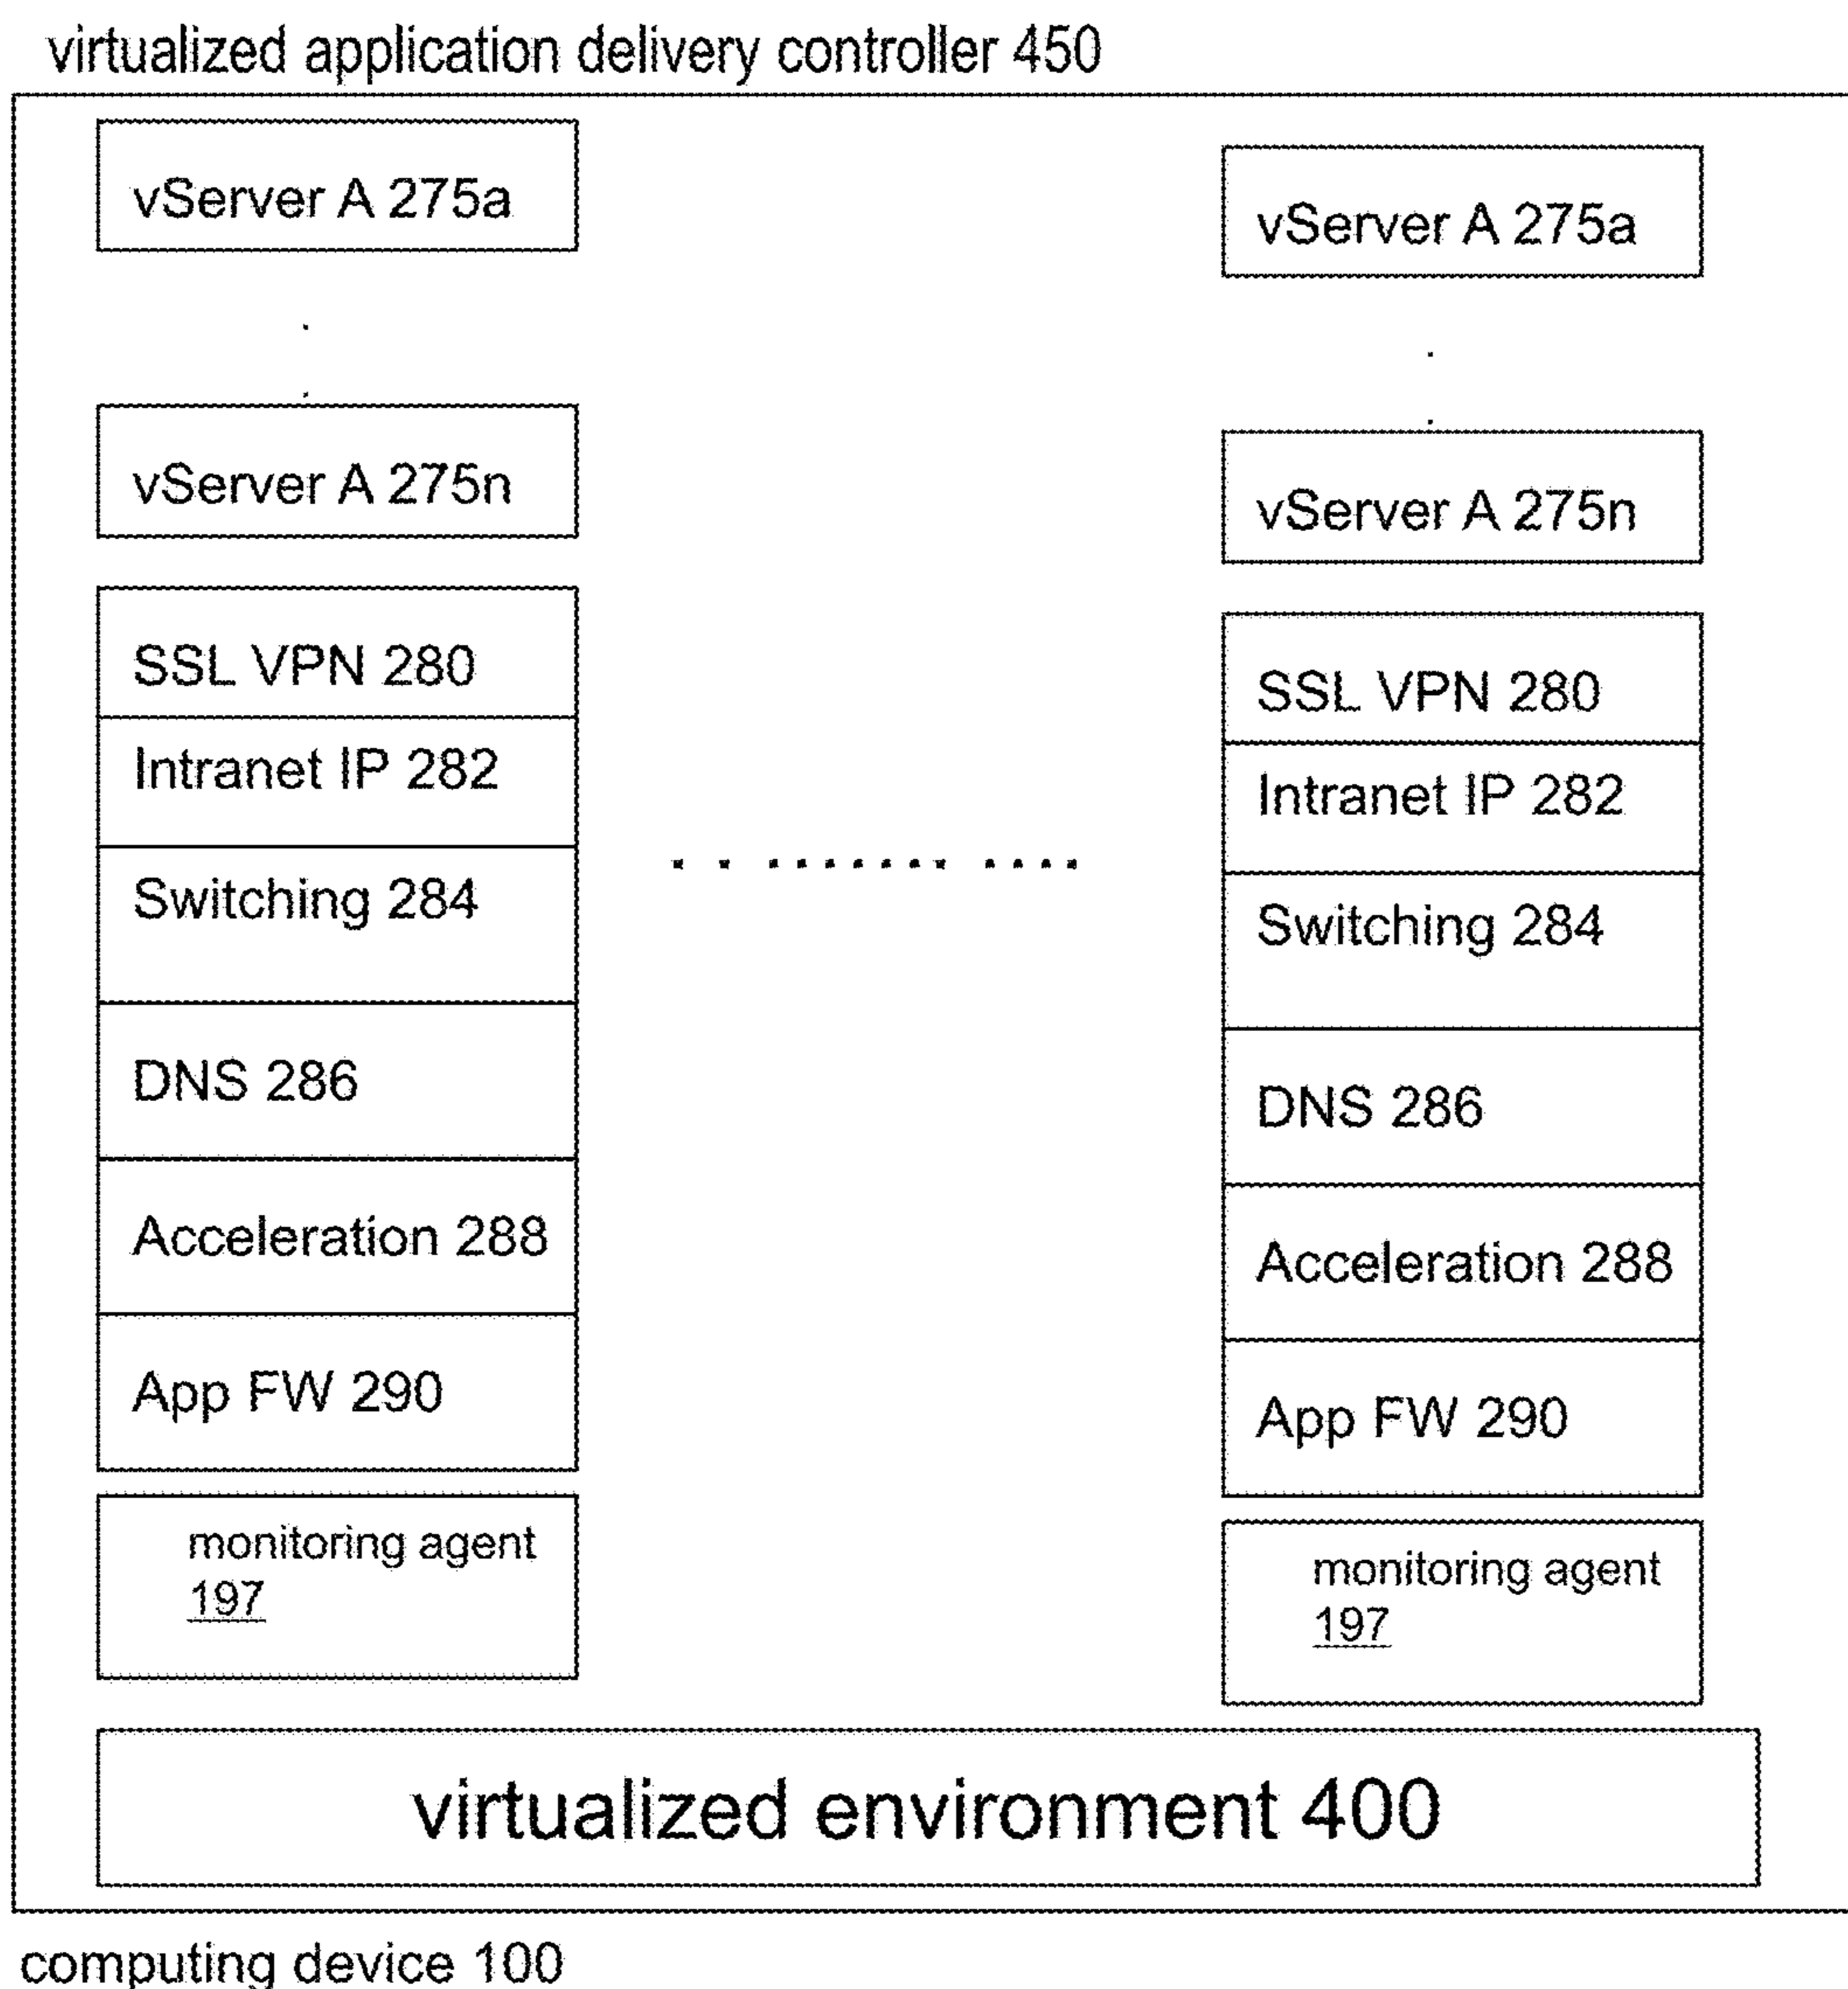 virtualized application delivery controller 450
vServer A 275a
vServer A 275n
SSL VPN 280
Intranet IP 282
Switching 284
DNS 286
Acceleration 288
App FW 290
monitoring agent
197
vServer A 275a
vServer A 275n
SSL VPN 280
Intranet IP 282
Switching 284
DNS 286
Acceleration 288
App FW 290
monitoring agent
197
virtualized environment 400
computing device 100